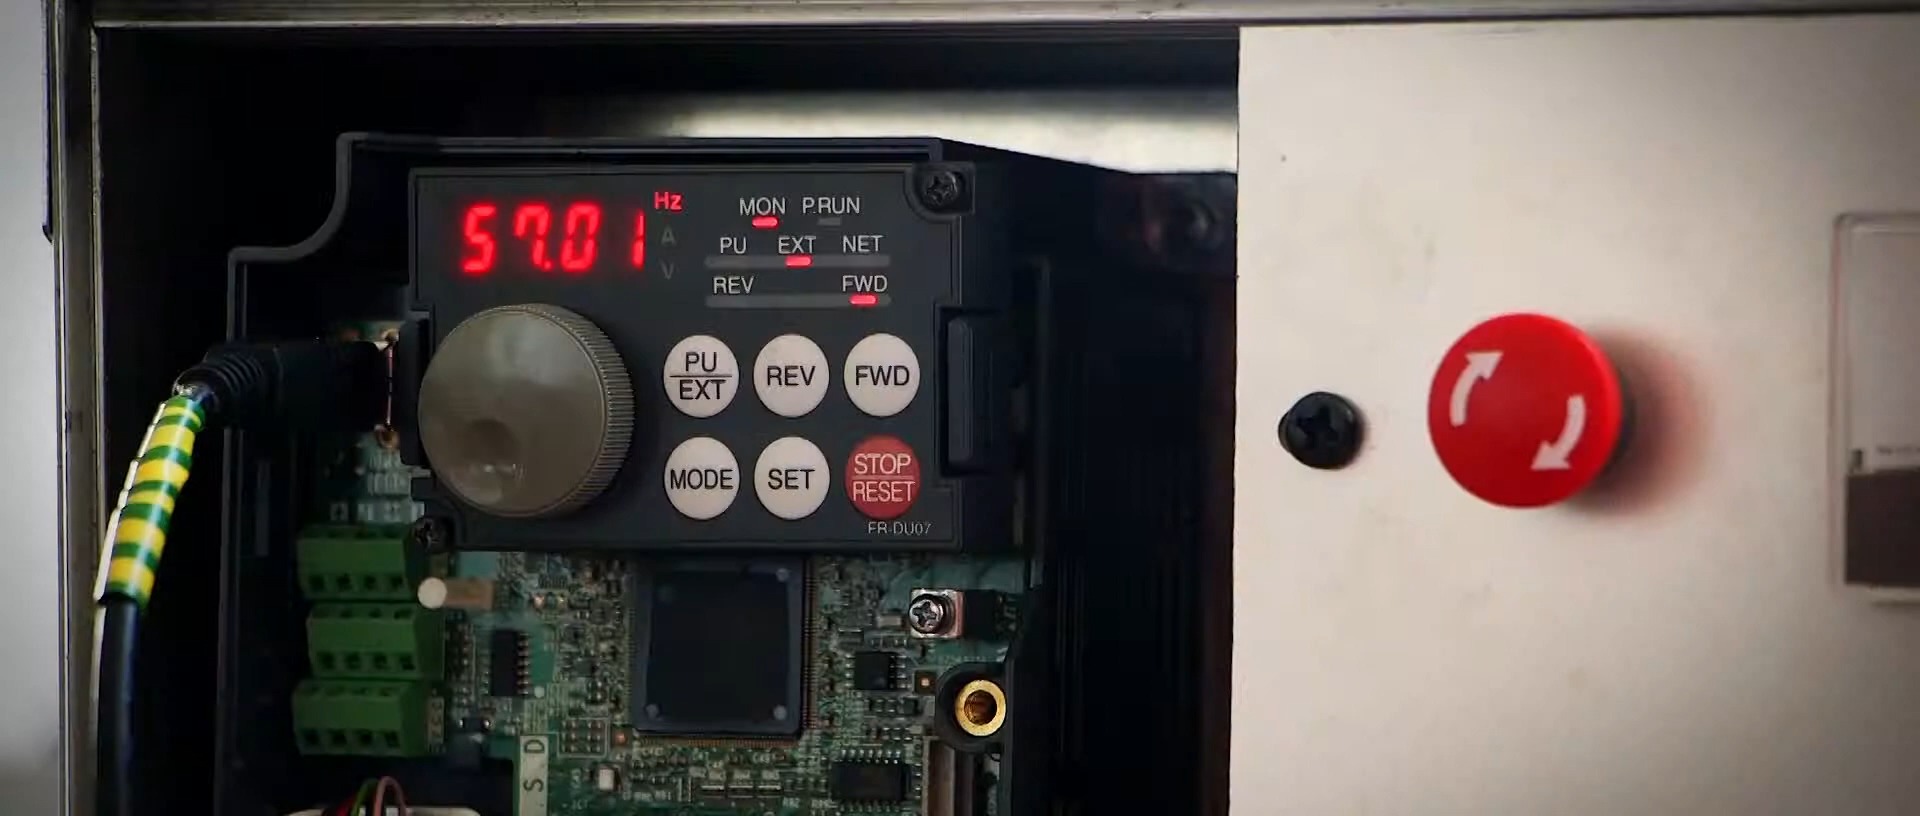 57.01
Hz
A
V
MON P.RUN
PU EXT NET
REV FWD
PU
EXT
REV
FWD
MODE
SET
STOP
RESET
FR-DU07
S D